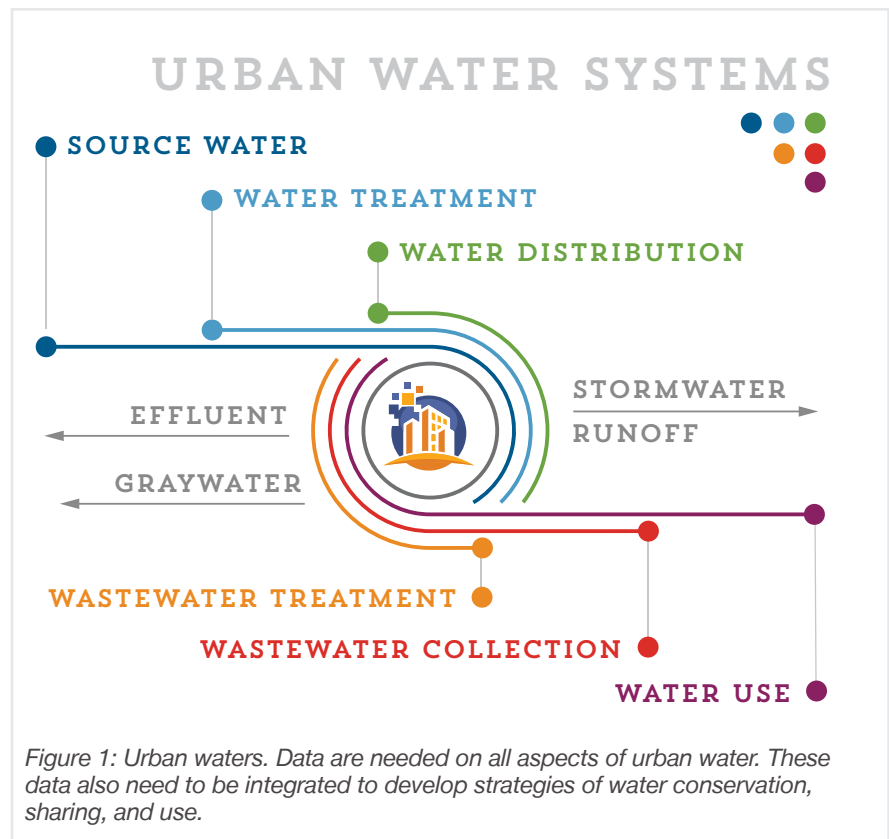 URBAN WATER SYSTEMS
SOURCE WATER
WATER TREATMENT
WATER DISTRIBUTION
EFFLUENT
GRAYWATER
STORMWATER
RUNOFF
WASTEWATER TREATMENT
WASTEWATER COLLECTION
WATER USE
Figure 1: Urban waters. Data are needed on all aspects of urban water. These
data also need to be integrated to develop strategies of water conservation,
sharing, and use.